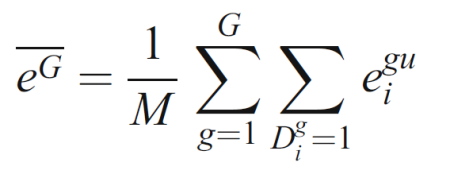 $\overline{e^{G}} = \frac{1}{M} \sum_{g=1}^{G} \sum_{D_i^g=1} e_i^{gu}$